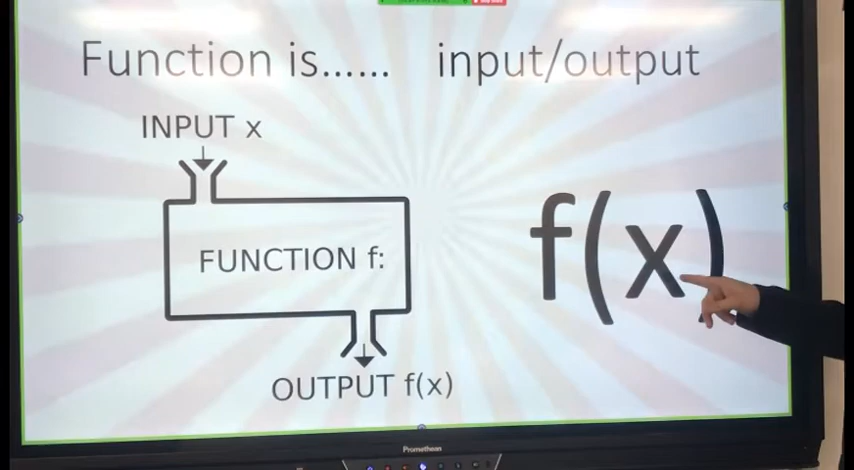 Function is...... input/output
INPUT x
FUNCTION f:
f(x)
OUTPUT f(x)
Promethean